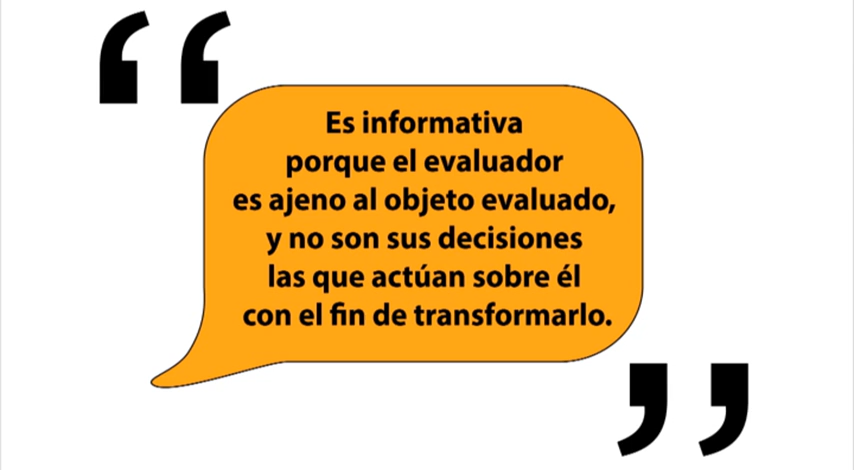 Es informativa
porque el evaluador
es ajeno al objeto evaluado,
y no son sus decisiones
las que actúan sobre él
con el fin de transformarlo.